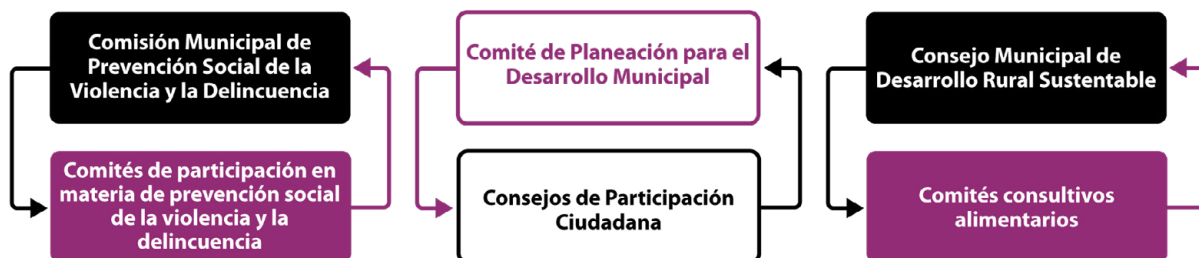 Comisión Municipal de
Prevención Social de la
Violencia y la Delincuencia
Comités de participación en
materia de prevención social
de la violencia y la
delincuencia
Comité de Planeación para el
Desarrollo Municipal
Consejos de Participación
Ciudadana
Consejo Municipal de
Desarrollo Rural Sustentable
Comités consultivos
alimentarios